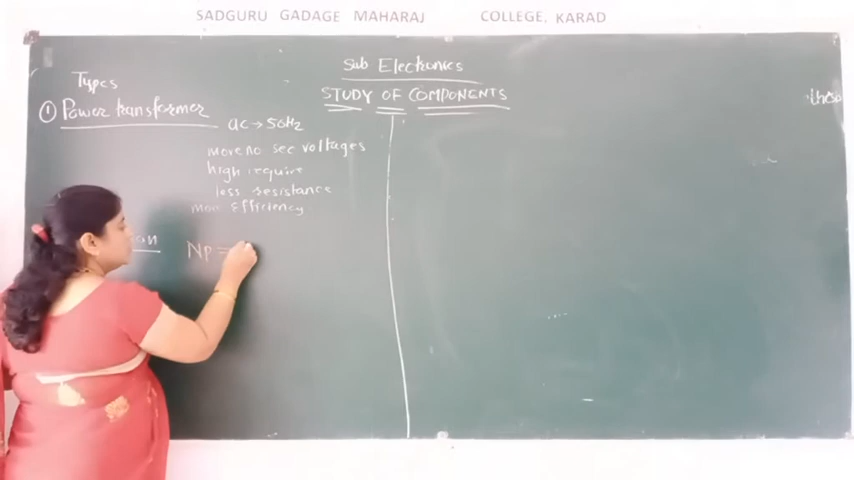 SADGURU GADAGE MAHARAJ COLLEGE, KARAD
Sub Electronics
STUDY OF COMPONENTS
Types
① Power transformer
ac → 50Hz
more no sec voltages
high require
less resistance
more Efficiency
Np =